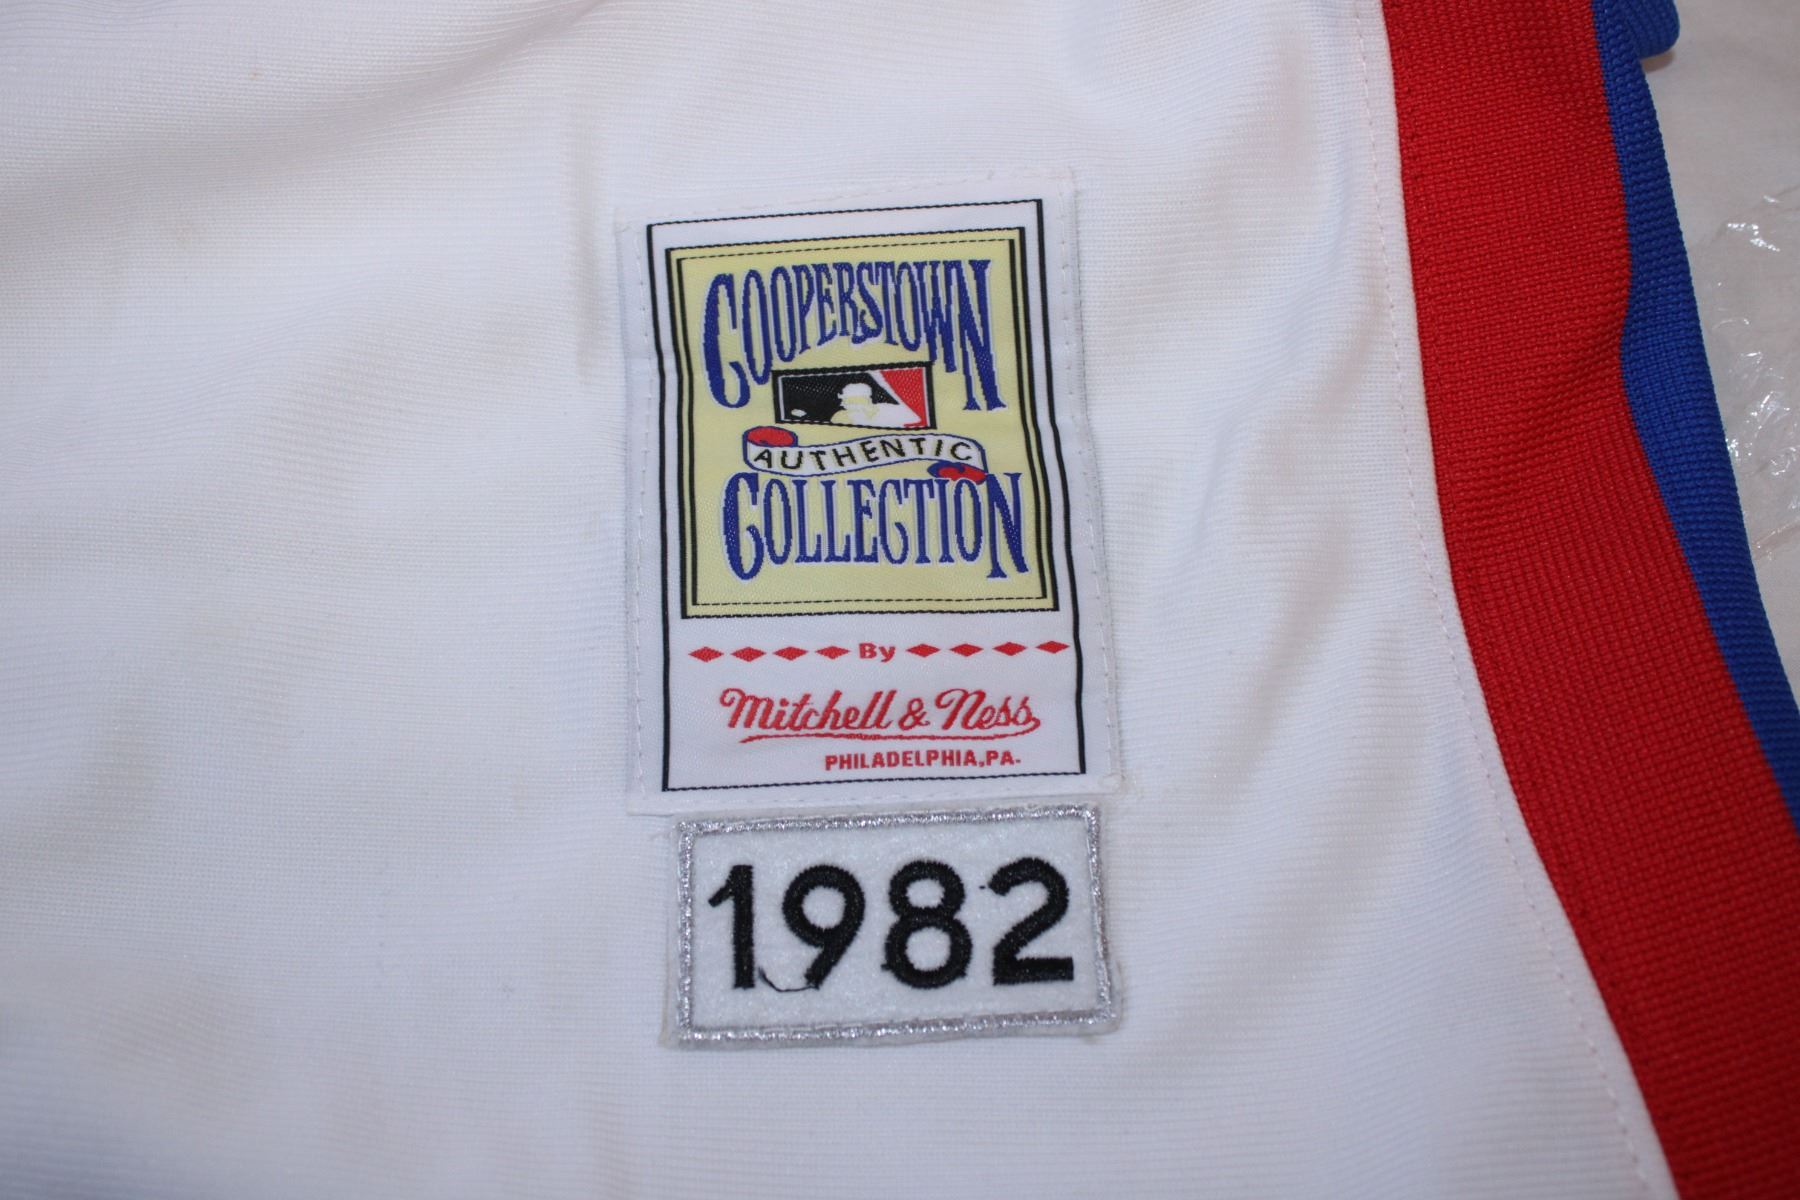 COOPERSTOWN
AUTHENTIC
COLLECTION
By
Mitchell & Ness
PHILADELPHIA, PA.
1982